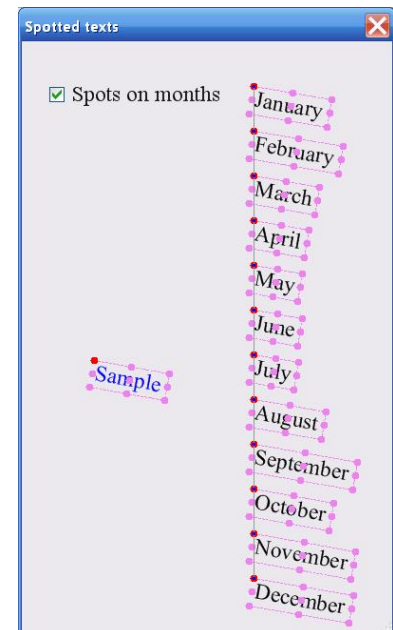 Spotted texts
Spots on months
January
February
March
April
May
June
Sample
July
August
September
October
November
December